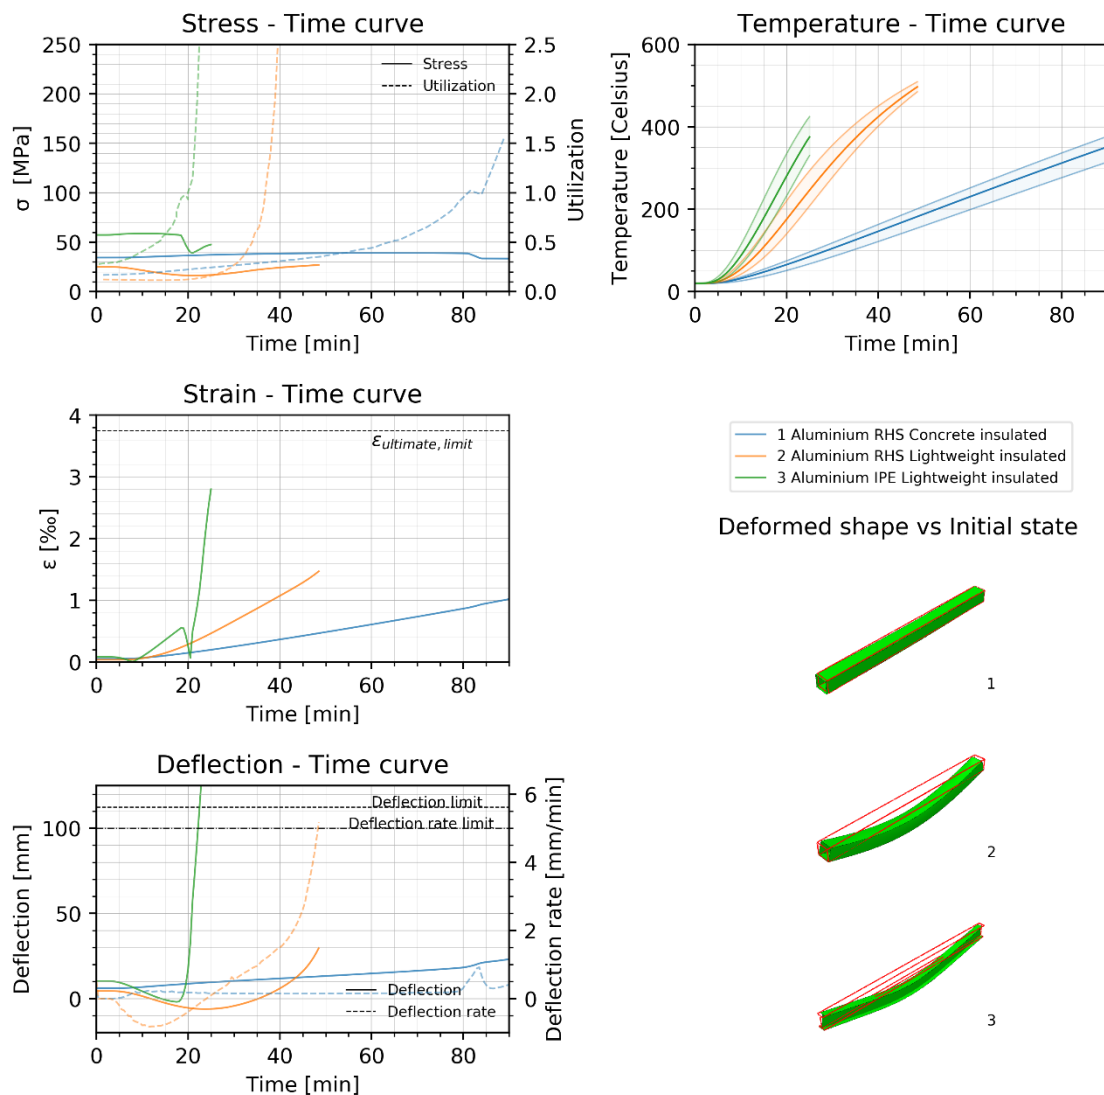 Stress - Time curve
250
200
150
100
50
0
σ [MPa]
2.5
2.0
1.5
1.0
0.5
0.0
Utilization
Stress
Utilization
0 20 40 60 80
Time [min]
Temperature - Time curve
600
400
200
0
Temperature [Celsius]
0 20 40 60 80
Time [min]
Strain - Time curve
4
3
2
1
0
ε [‰]
ε ultimate, limit
0 20 40 60 80
Time [min]
1 Aluminium RHS Concrete insulated
2 Aluminium RHS Lightweight insulated
3 Aluminium IPE Lightweight insulated
Deformed shape vs Initial state
1
2
3
Deflection - Time curve
100
50
0
Deflection [mm]
6
4
2
0
Deflection rate [mm/min]
Deflection limit
Deflection rate limit
Deflection
Deflection rate
0 20 40 60 80
Time [min]